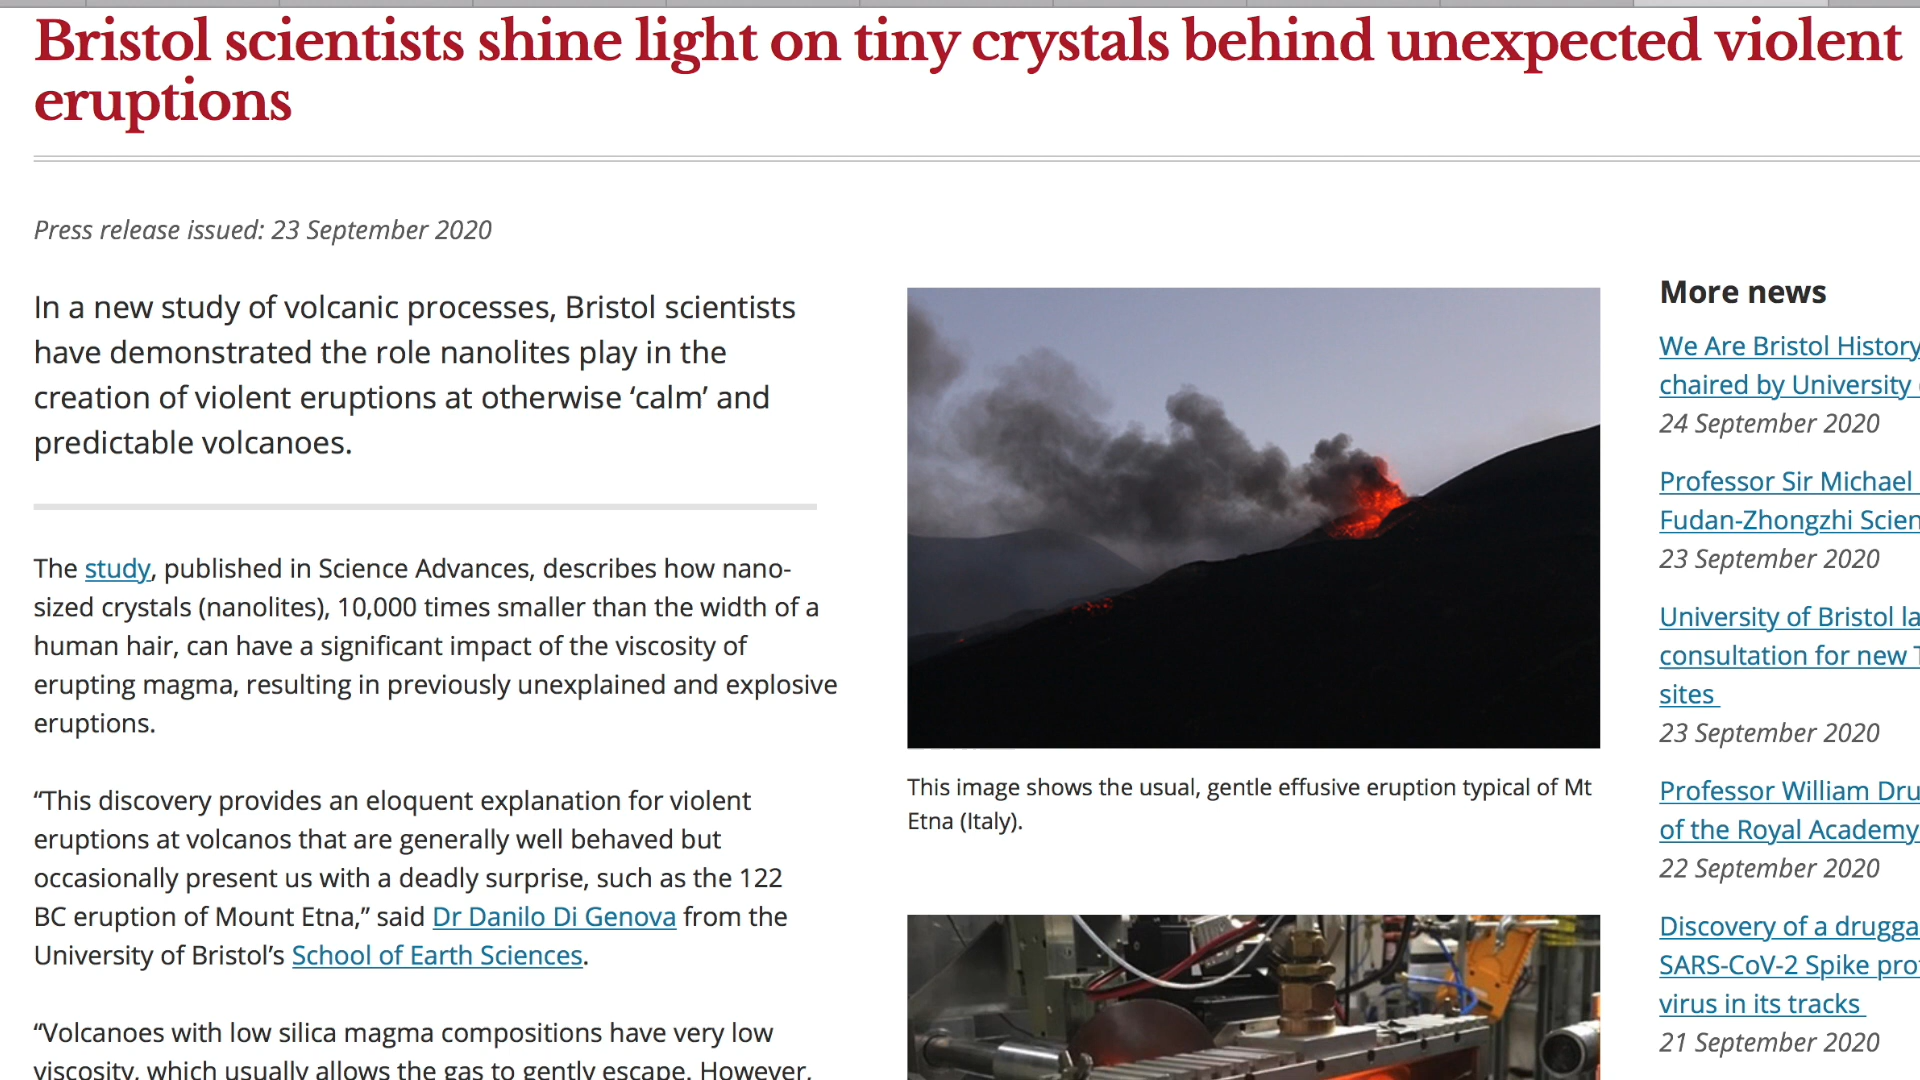 Bristol scientists shine light on tiny crystals behind unexpected violent
eruptions
Press release issued: 23 September 2020
In a new study of volcanic processes, Bristol scientists
have demonstrated the role nanolites play in the
creation of violent eruptions at otherwise ‘calm’ and
predictable volcanoes.
The study, published in Science Advances, describes how nano-
sized crystals (nanolites), 10,000 times smaller than the width of a
human hair, can have a significant impact of the viscosity of
erupting magma, resulting in previously unexplained and explosive
eruptions.
“This discovery provides an eloquent explanation for violent
eruptions at volcanos that are generally well behaved but
occasionally present us with a deadly surprise, such as the 122
BC eruption of Mount Etna,” said Dr Danilo Di Genova from the
University of Bristol’s School of Earth Sciences.
“Volcanoes with low silica magma compositions have very low
viscosity, which usually allows the gas to gently escape. However,
This image shows the usual, gentle effusive eruption typical of Mt
Etna (Italy).
More news
We Are Bristol History
chaired by University
24 September 2020
Professor Sir Michael
Fudan-Zhongzhi Scien
23 September 2020
University of Bristol la
consultation for new
sites
23 September 2020
Professor William Dru
of the Royal Academy
22 September 2020
Discovery of a drugga
SARS-CoV-2 Spike pro
virus in its tracks
21 September 2020